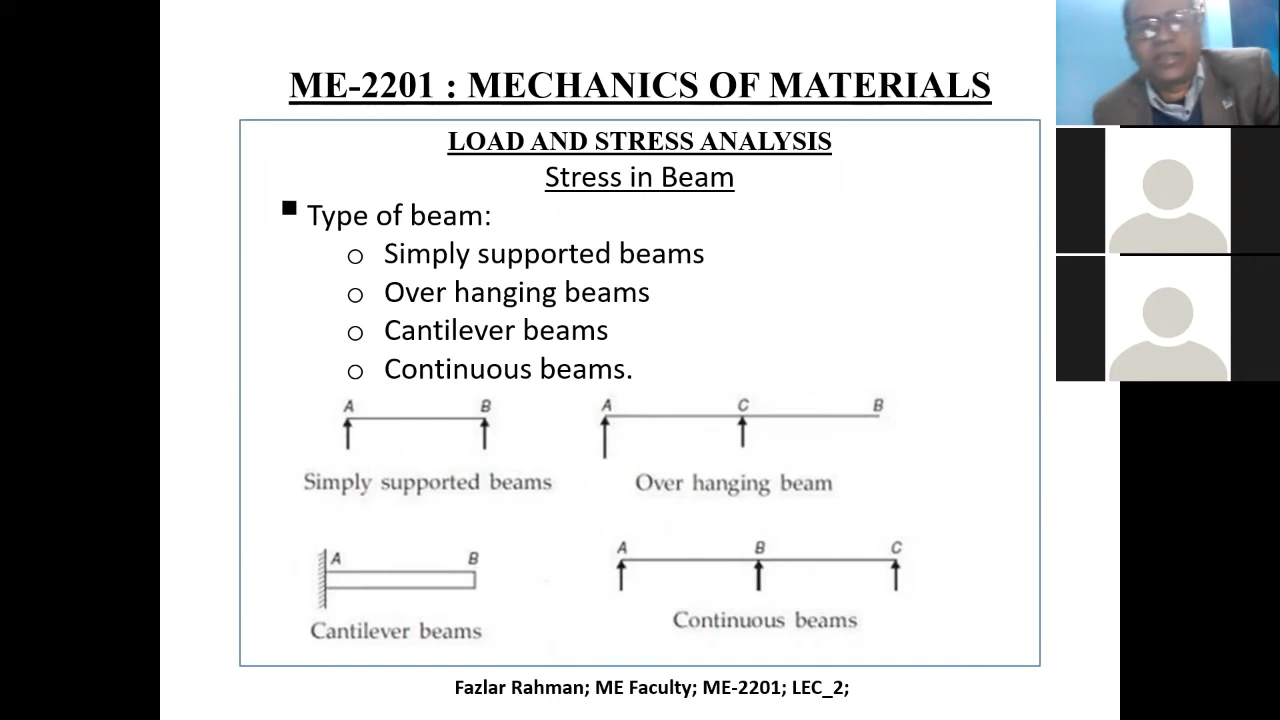 ME-2201 : MECHANICS OF MATERIALS
LOAD AND STRESS ANALYSIS
Stress in Beam
▪ Type of beam:
o Simply supported beams
o Over hanging beams
o Cantilever beams
o Continuous beams.
A B
Simply supported beams
A C B
Over hanging beam
A B
Cantilever beams
A B C
Continuous beams
Fazlar Rahman; ME Faculty; ME-2201; LEC_2;